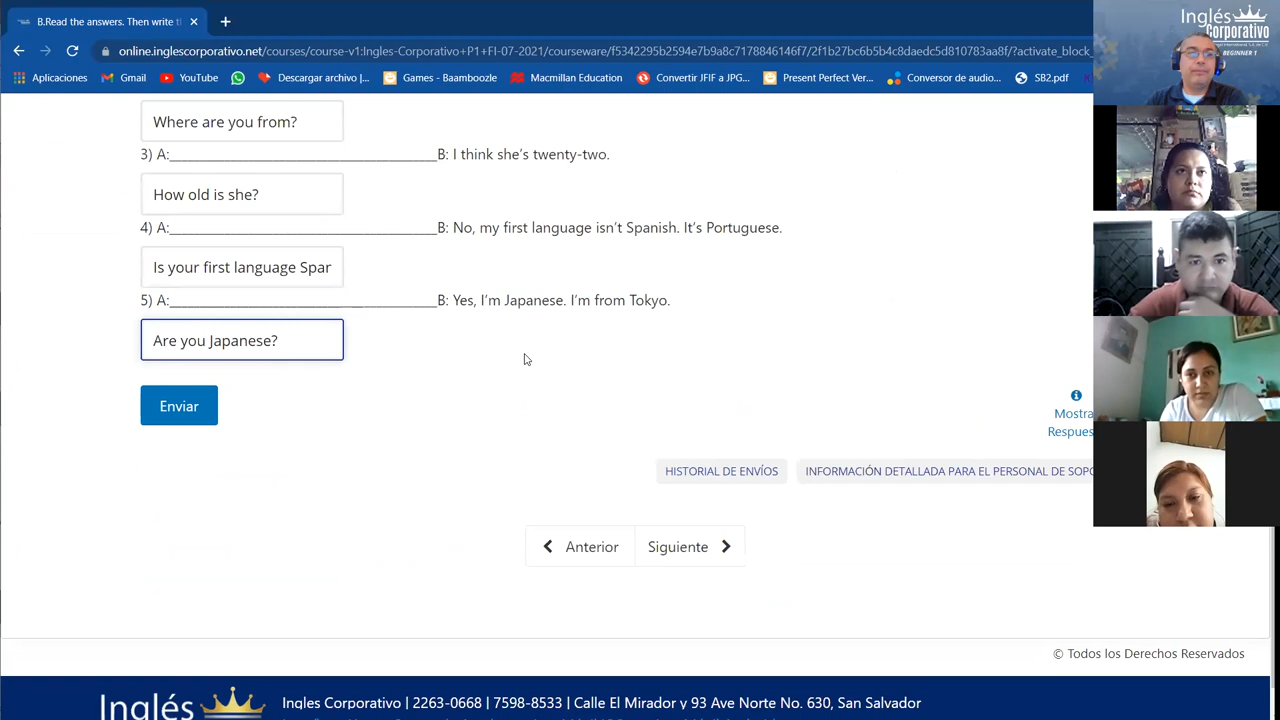 B.Read the answers. Then write t
online.inglescorporativo.net/courses/course-v1:Ingles-Corporativo+P1+FI-07-2021/courseware/f5342295b2594e7b9a8c7178846146f7/2f1b27bc6b5b4c8daedc5d810783aa8f/?activate_block_
Aplicaciones
Gmail
YouTube
Descargar archivo |...
Games - Baamboozle
Macmillan Education
Convertir JFIF a JPG...
Present Perfect Ver...
Conversor de audio...
SB2.pdf
Inglés
Corporativo
BEGINNER 1
Where are you from?
3) A:___________________________________B: I think she's twenty-two.
How old is she?
4) A:___________________________________B: No, my first language isn't Spanish. It's Portuguese.
Is your first language Spar
5) A:___________________________________B: Yes, I'm Japanese. I'm from Tokyo.
Are you Japanese?
Enviar
Mostra
Respues
HISTORIAL DE ENVÍOS
INFORMACIÓN DETALLADA PARA EL PERSONAL DE SOPO
Anterior
Siguiente
© Todos los Derechos Reservados
Inglés
Ingles Corporativo | 2263-0668 | 7598-8533 | Calle El Mirador y 93 Ave Norte No. 630, San Salvador